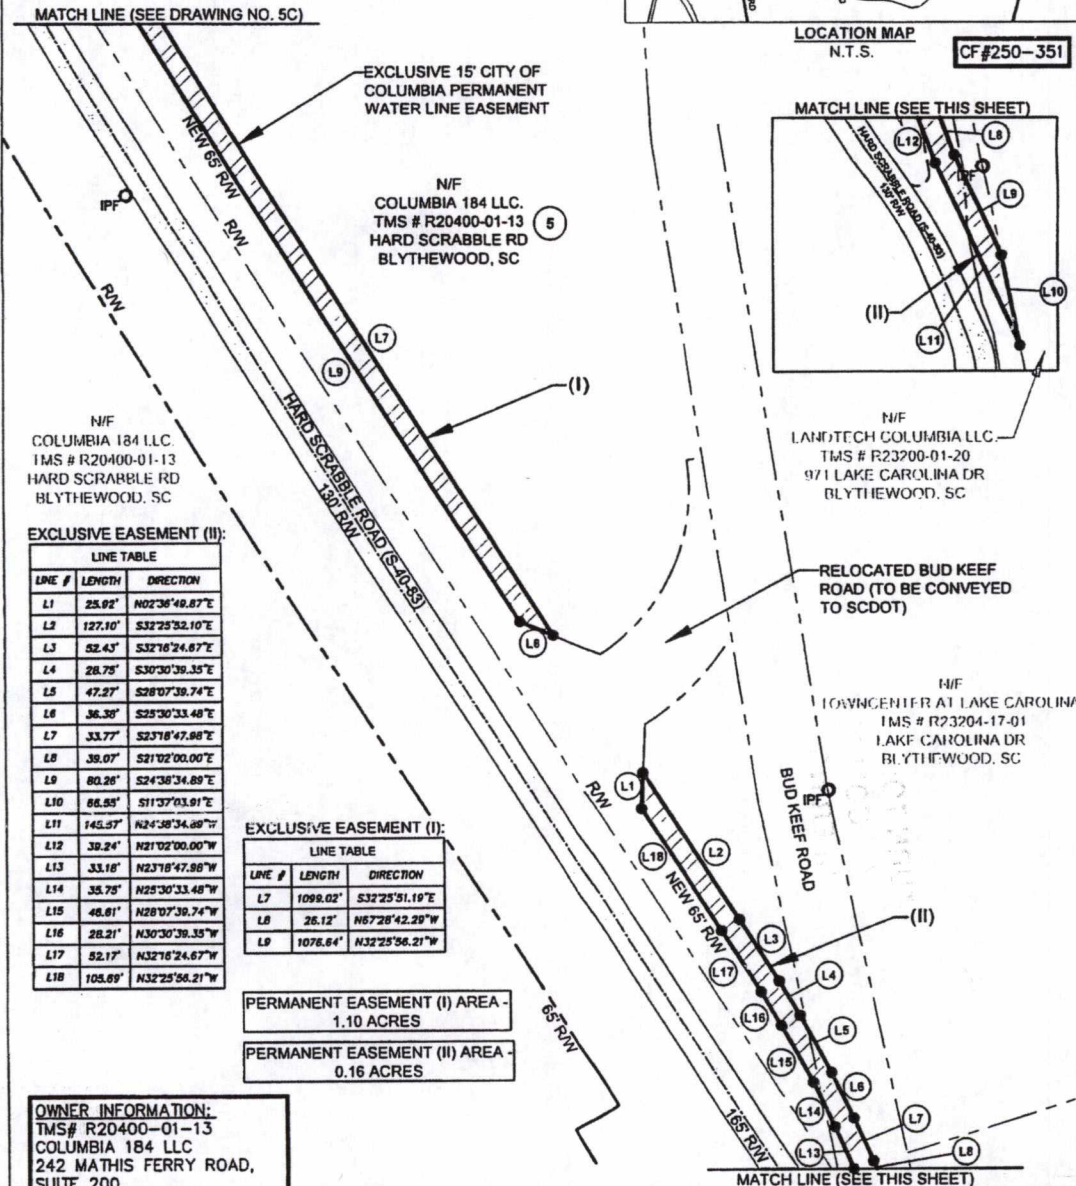 MATCH LINE (SEE DRAWING NO. 5C)
LOCATION MAP
N.T.S.
CF#250-351
EXCLUSIVE 15' CITY OF
COLUMBIA PERMANENT
WATER LINE EASEMENT
MATCH LINE (SEE THIS SHEET)
L12
L8
IRF
L9
HARD SCRABBLE ROAD (S-40-83)
130' R/W
L10
(II)
L11
NEW 65' R/W
R/W
IPF
R/W
N/F
COLUMBIA 184 LLC.
TMS # R20400-01-13
HARD SCRABBLE RD
BLYTHEWOOD, SC
5
L7
L9
(I)
HARD SCRABBLE ROAD (S-40-83)
130' R/W
L8
N/F
COLUMBIA 184 LLC.
TMS # R20400-01-13
HARD SCRABBLE RD
BLYTHEWOOD, SC
N/F
LANDTECH COLUMBIA LLC.
TMS # R23200-01-20
971 LAKE CAROLINA DR
BLYTHEWOOD, SC
RELOCATED BUD KEEF
ROAD (TO BE CONVEYED
TO SCDOT)
N/F
TOWNCENTER AT LAKE CAROLINA
TMS # R23204-17-01
LAKE CAROLINA DR
BLYTHEWOOD, SC
EXCLUSIVE EASEMENT (II):
LINE TABLE
LINE # LENGTH DIRECTION
L1 25.92' N02°36'49.87"E
L2 127.10' S32°25'52.10"E
L3 52.43' S32°16'24.67"E
L4 28.75' S30°30'39.35"E
L5 47.27' S28°07'39.74"E
L6 36.38' S25°30'33.48"E
L7 33.77' S23°18'47.98"E
L8 39.07' S21°02'00.00"E
L9 80.26' S24°38'34.89"E
L10 66.55' S11°37'03.91"E
L11 145.57' N24°38'34.89"W
L12 39.24' N21°02'00.00"W
L13 33.18' N23°18'47.98"W
L14 35.75' N25°30'33.48"W
L15 46.61' N28°07'39.74"W
L16 28.21' N30°30'39.35"W
L17 52.17' N32°16'24.67"W
L18 105.69' N32°25'56.21"W
EXCLUSIVE EASEMENT (I):
LINE TABLE
LINE # LENGTH DIRECTION
L7 1099.02' S32°25'51.19"E
L8 26.12' N67°28'42.29"W
L9 1076.64' N32°25'56.21"W
PERMANENT EASEMENT (I) AREA -
1.10 ACRES
PERMANENT EASEMENT (II) AREA -
0.16 ACRES
R/W
L1
L18
L2
NEW 65' R/W
BUD KEEF ROAD
IPF
L3
(II)
L17
L4
L16
L5
L15
L6
L14
L7
L13
L8
65' R/W
165' R/W
MATCH LINE (SEE THIS SHEET)
OWNER INFORMATION:
TMS# R20400-01-13
COLUMBIA 184 LLC
242 MATHIS FERRY ROAD,
SUITE 200